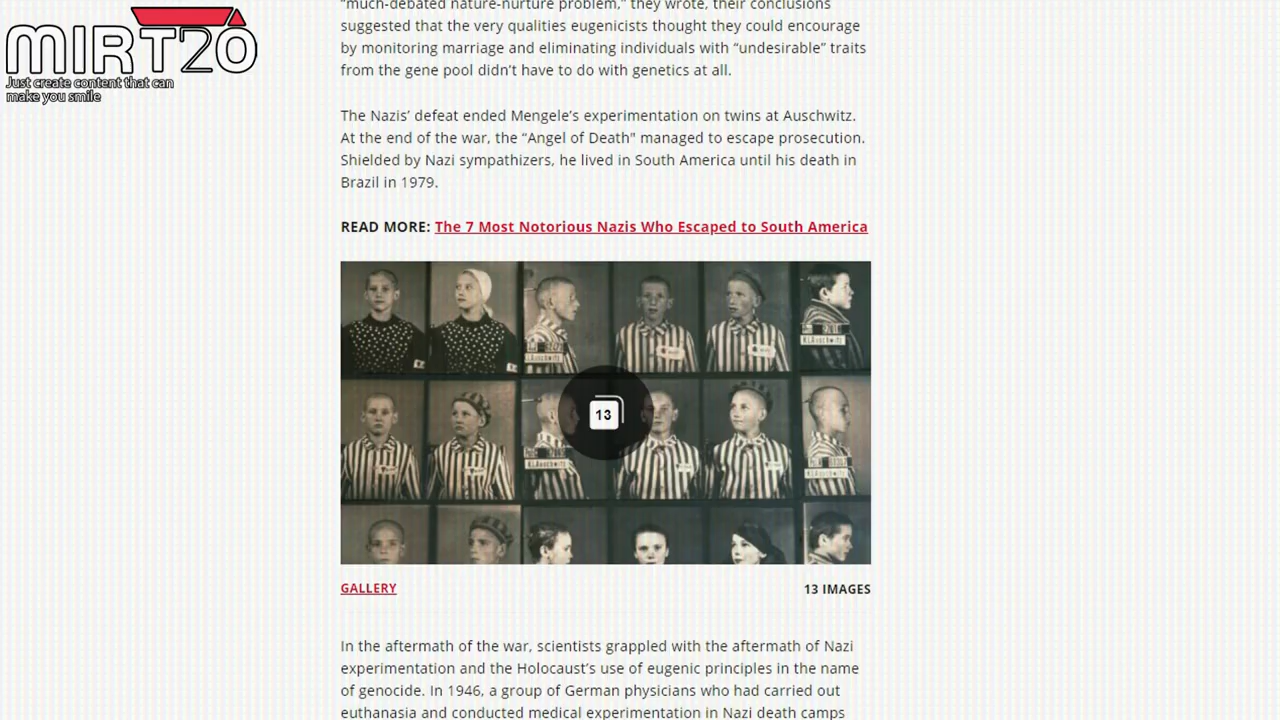 MIRT20
Just create content that can
make you smile
"much-debated nature-nurture problem," they wrote, their conclusions
suggested that the very qualities eugenicists thought they could encourage
by monitoring marriage and eliminating individuals with “undesirable” traits
from the gene pool didn’t have to do with genetics at all.
The Nazis’ defeat ended Mengele’s experimentation on twins at Auschwitz.
At the end of the war, the “Angel of Death" managed to escape prosecution.
Shielded by Nazi sympathizers, he lived in South America until his death in
Brazil in 1979.
READ MORE: The 7 Most Notorious Nazis Who Escaped to South America
13
GALLERY
13 IMAGES
In the aftermath of the war, scientists grappled with the aftermath of Nazi
experimentation and the Holocaust’s use of eugenic principles in the name
of genocide. In 1946, a group of German physicians who had carried out
euthanasia and conducted medical experimentation in Nazi death camps